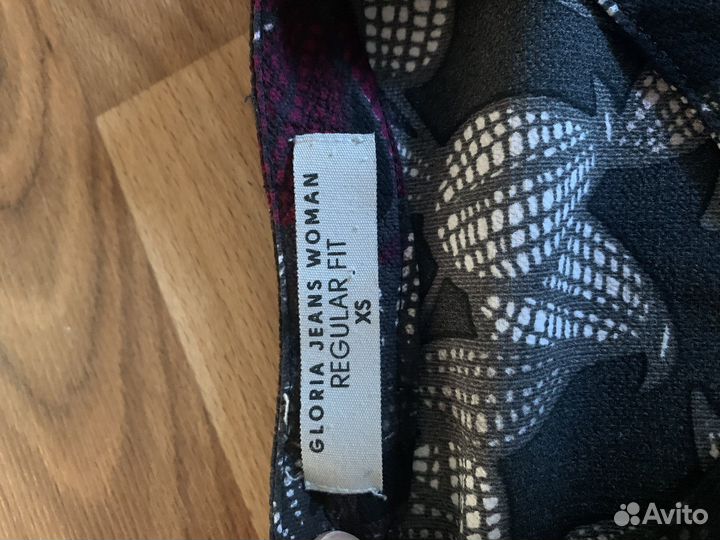 GLORIA JEANS WOMAN
REGULAR FIT
XS
Avito